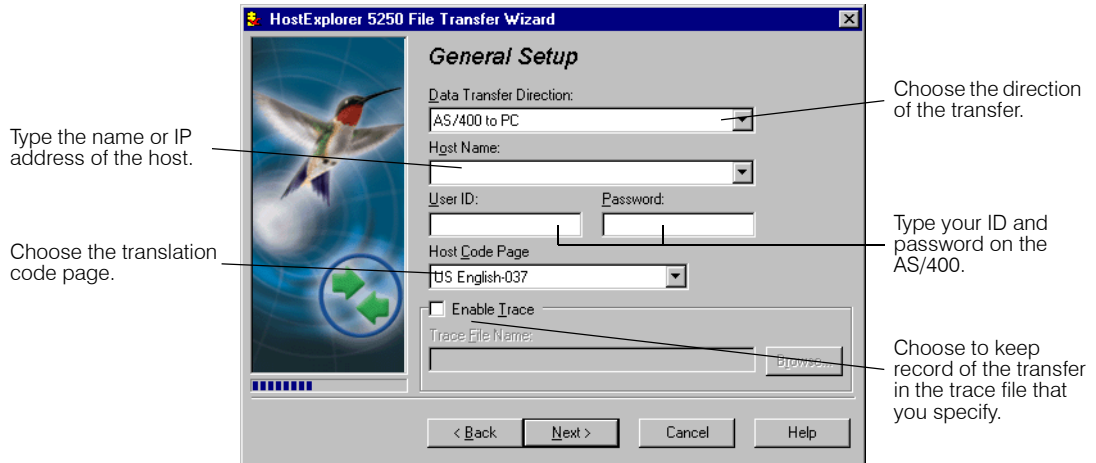 HostExplorer 5250 File Transfer Wizard
General Setup
Data Transfer Direction:
AS/400 to PC
Choose the direction
of the transfer.
Type the name or IP
address of the host.
Host Name:
User ID:
Password:
Type your ID and
password on the
AS/400.
Choose the translation
code page.
Host Code Page
US English-037
Enable Trace
Trace File Name:
Browse...
Choose to keep
record of the transfer
in the trace file that
you specify.
< Back
Next >
Cancel
Help